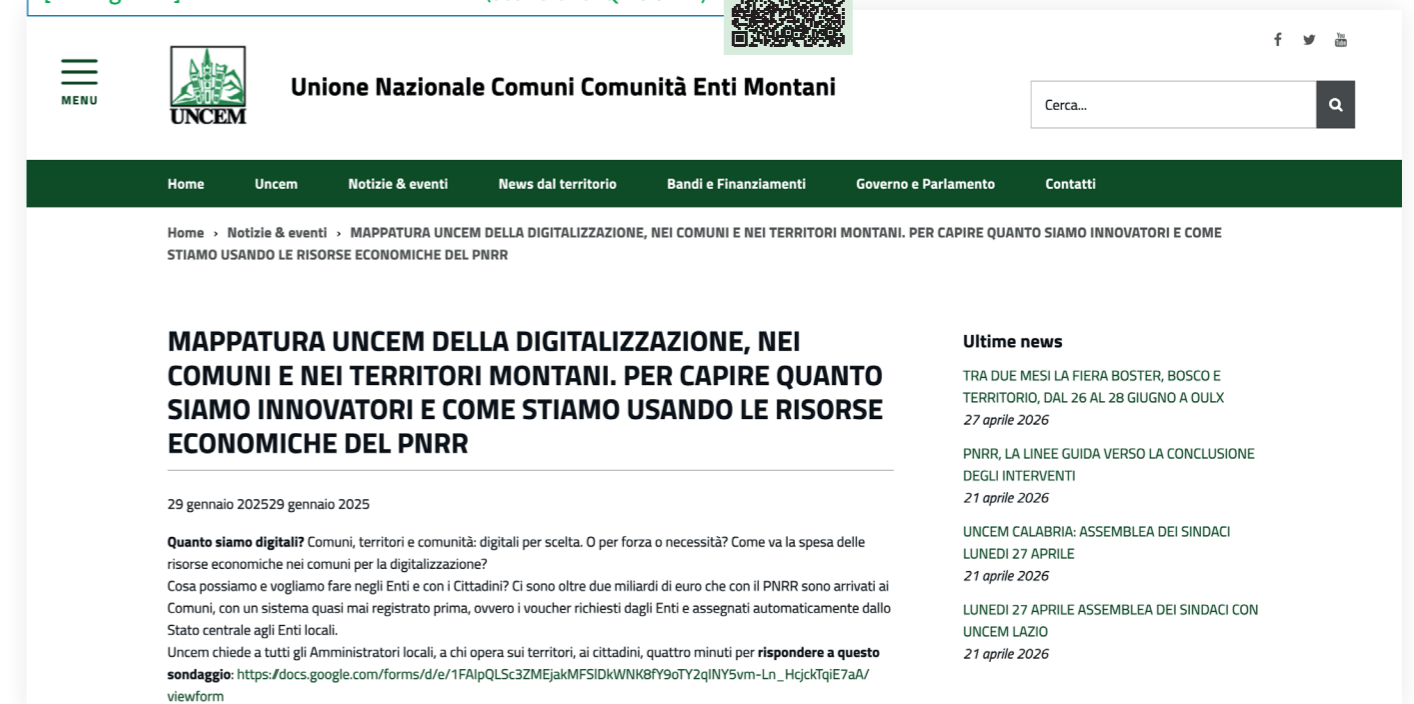 MENU
UNCEM
Unione Nazionale Comuni Comunità Enti Montani
Cerca...
Home
Uncem
Notizie & eventi
News dal territorio
Bandi e Finanziamenti
Governo e Parlamento
Contatti
Home › Notizie & eventi › MAPPATURA UNCEM DELLA DIGITALIZZAZIONE, NEI COMUNI E NEI TERRITORI MONTANI. PER CAPIRE QUANTO SIAMO INNOVATORI E COME
STIAMO USANDO LE RISORSE ECONOMICHE DEL PNRR
MAPPATURA UNCEM DELLA DIGITALIZZAZIONE, NEI
COMUNI E NEI TERRITORI MONTANI. PER CAPIRE QUANTO
SIAMO INNOVATORI E COME STIAMO USANDO LE RISORSE
ECONOMICHE DEL PNRR
29 gennaio 202529 gennaio 2025
Quanto siamo digitali? Comuni, territori e comunità: digitali per scelta. O per forza o necessità? Come va la spesa delle
risorse economiche nei comuni per la digitalizzazione?
Cosa possiamo e vogliamo fare negli Enti e con i Cittadini? Ci sono oltre due miliardi di euro che con il PNRR sono arrivati ai
Comuni, con un sistema quasi mai registrato prima, ovvero i voucher richiesti dagli Enti e assegnati automaticamente dallo
Stato centrale agli Enti locali.
Uncem chiede a tutti gli Amministratori locali, a chi opera sui territori, ai cittadini, quattro minuti per rispondere a questo
sondaggio: https://docs.google.com/forms/d/e/1FAIpQLSc3ZMEjakMFSlDkWNK8fY9oTY2qINY5vm-Ln_HcjckTqiE7aA/
viewform
Ultime news
TRA DUE MESI LA FIERA BOSTER, BOSCO E
TERRITORIO, DAL 26 AL 28 GIUGNO A OULX
27 aprile 2026
PNRR, LA LINEE GUIDA VERSO LA CONCLUSIONE
DEGLI INTERVENTI
21 aprile 2026
UNCEM CALABRIA: ASSEMBLEA DEI SINDACI
LUNEDI 27 APRILE
21 aprile 2026
LUNEDI 27 APRILE ASSEMBLEA DEI SINDACI CON
UNCEM LAZIO
21 aprile 2026